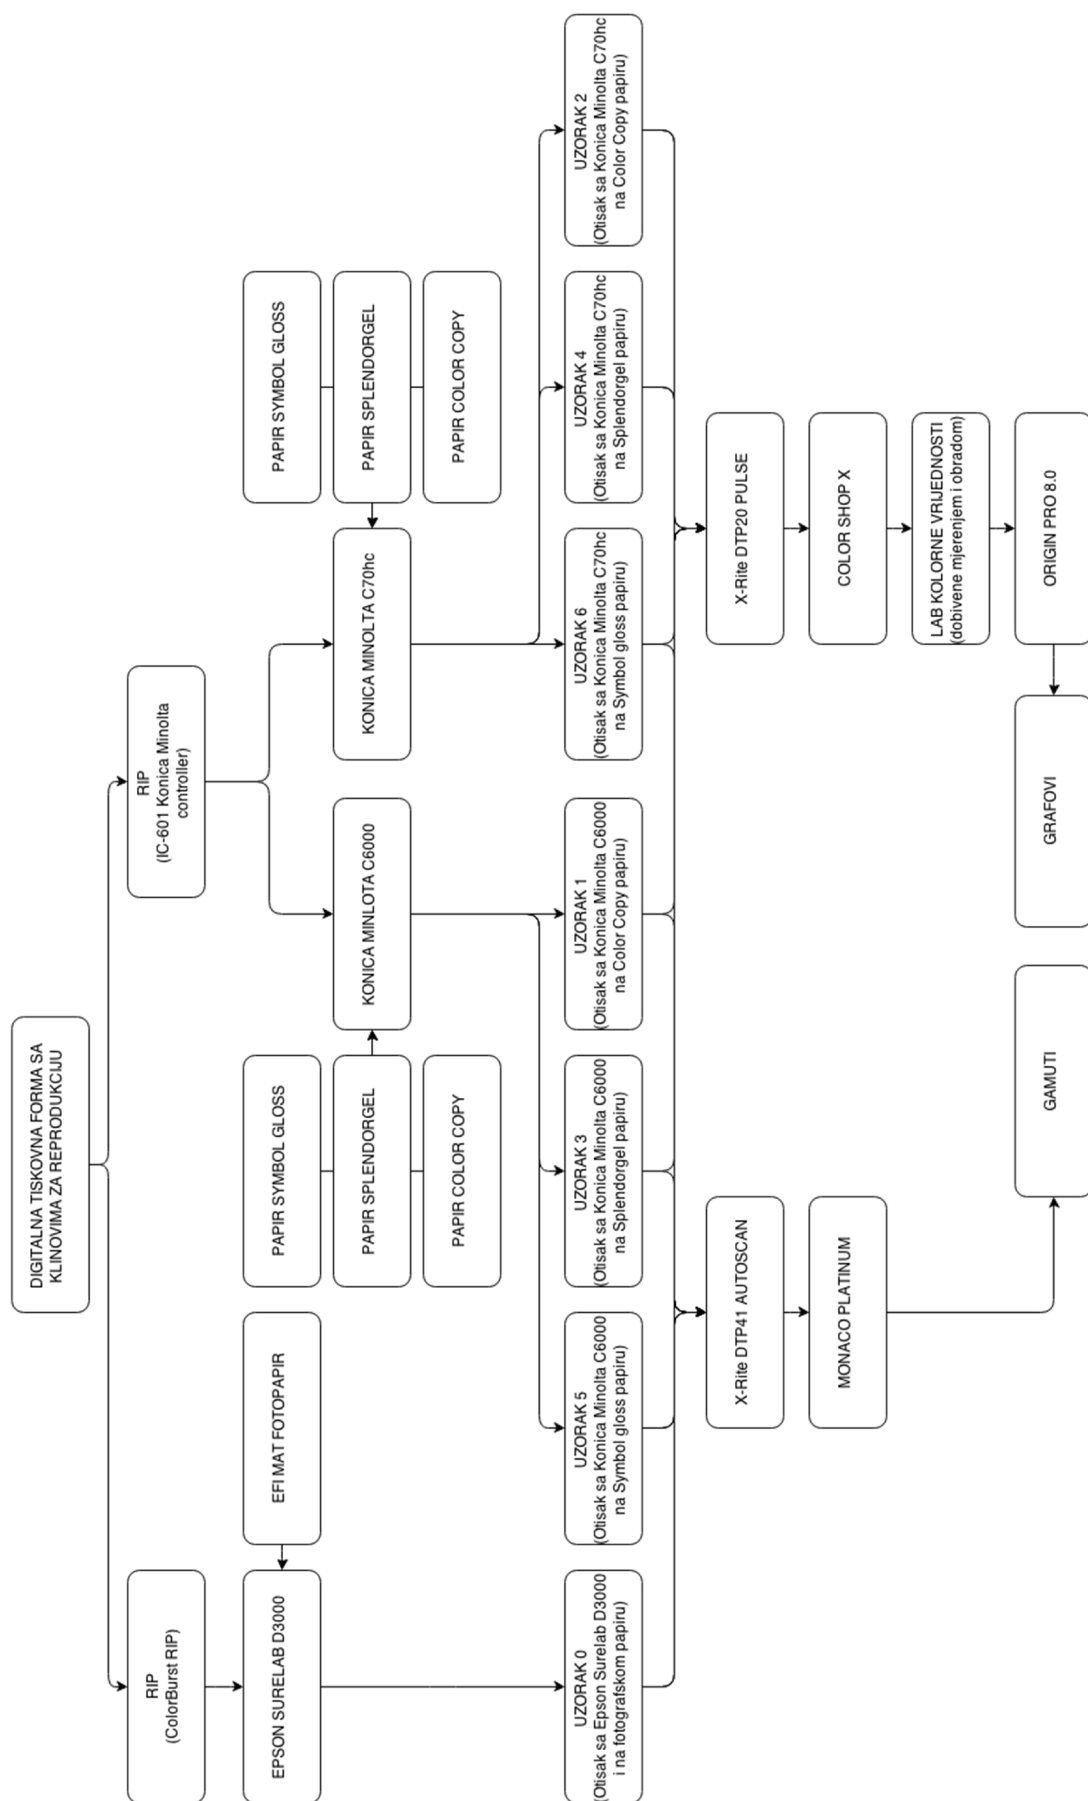 DIGITALNA TISKOVNA FORMA SA
KLINOVIMA ZA REPRODUKCIJU
RIP
(ColorBurst RIP)
RIP
(IC-601 Konica Minolta
controller)
EPSON SURELAB D3000
EFI MAT FOTOPAPIR
PAPIR SYMBOL GLOSS
PAPIR SPLENDORGEL
PAPIR COLOR COPY
KONICA MINLOTA C6000
KONICA MINOLTA C70hc
PAPIR SYMBOL GLOSS
PAPIR SPLENDORGEL
PAPIR COLOR COPY
UZORAK 0
(Otisak sa Epson Surelab D3000
i na fotografskom papiru)
UZORAK 5
(Otisak sa Konica Minolta C6000
na Symbol gloss papiru)
UZORAK 3
(Otisak sa Konica Minolta C6000
na Splendorgel papiru)
UZORAK 1
(Otisak sa Konica Minolta C6000
na Color Copy papiru)
UZORAK 6
(Otisak sa Konica Minolta C70hc
na Symbol gloss papiru)
UZORAK 4
(Otisak sa Konica Minolta C70hc
na Splendorgel papiru)
UZORAK 2
(Otisak sa Konica Minolta C70hc
na Color Copy papiru)
X-Rite DTP41 AUTOSCAN
X-Rite DTP20 PULSE
MONACO PLATINUM
COLOR SHOP X
LAB KOLORNE VRIJEDNOSTI
(dobivene mjerenjem i obradom)
GAMUTI
GRAFOVI
ORIGIN PRO 8.0